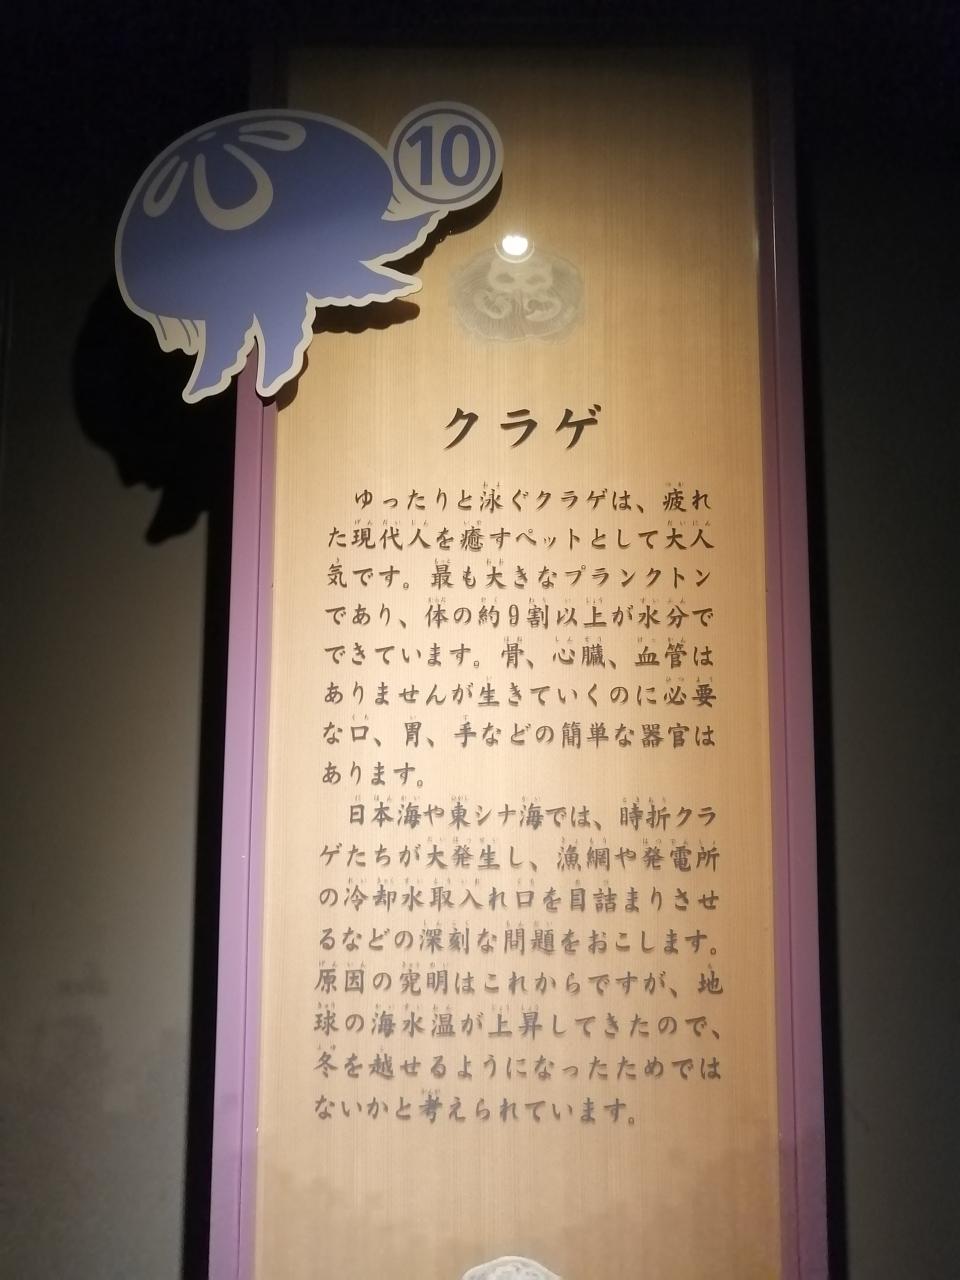 10
クラゲ
ゆったりと泳ぐクラゲは、疲れ
た現代人を癒すペットとして大人
気です。最も大きなプランクトン
であり、体の約9割以上が水分で
できています。骨、心臓、血管は
ありませんが生きていくのに必要
な口、胃、手などの簡単な器官は
あります。
日本海や東シナ海では、時折クラ
ゲたちが大発生し、漁網や発電所
の冷却水取入れ口を目詰まりさせ
るなどの深刻な問題をおこします。
原因の究明はこれからですが、地
球の海水温が上昇してきたので、
冬を越せるようになったためでは
ないかと考えられています。